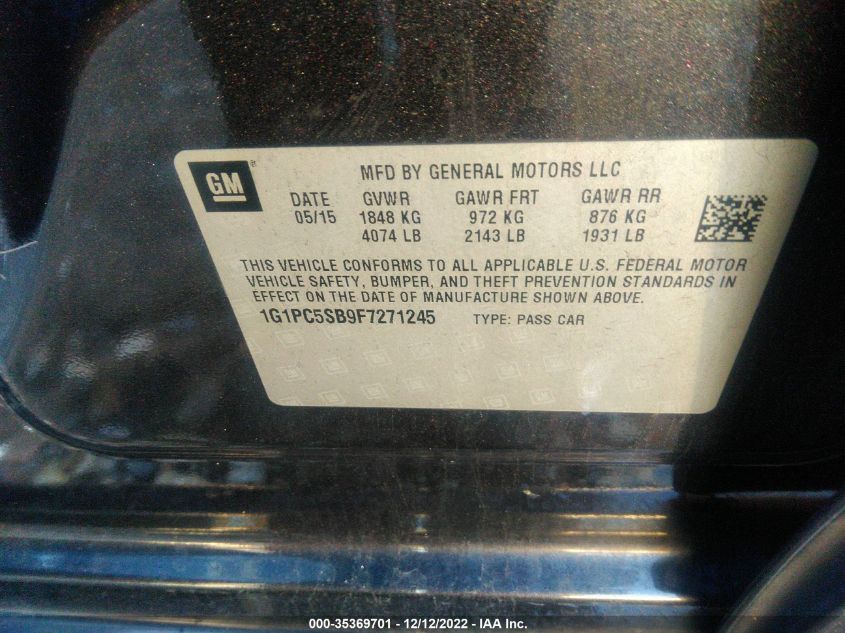 GM®
MFD BY GENERAL MOTORS LLC
DATE GVWR GAWR FRT GAWR RR
05/15 1848 KG 972 KG 876 KG
4074 LB 2143 LB 1931 LB
THIS VEHICLE CONFORMS TO ALL APPLICABLE U.S. FEDERAL MOTOR
VEHICLE SAFETY, BUMPER, AND THEFT PREVENTION STANDARDS IN
EFFECT ON THE DATE OF MANUFACTURE SHOWN ABOVE.
1G1PC5SB9F7271245 TYPE: PASS CAR
000-35369701 - 12/12/2022 - IAA Inc.